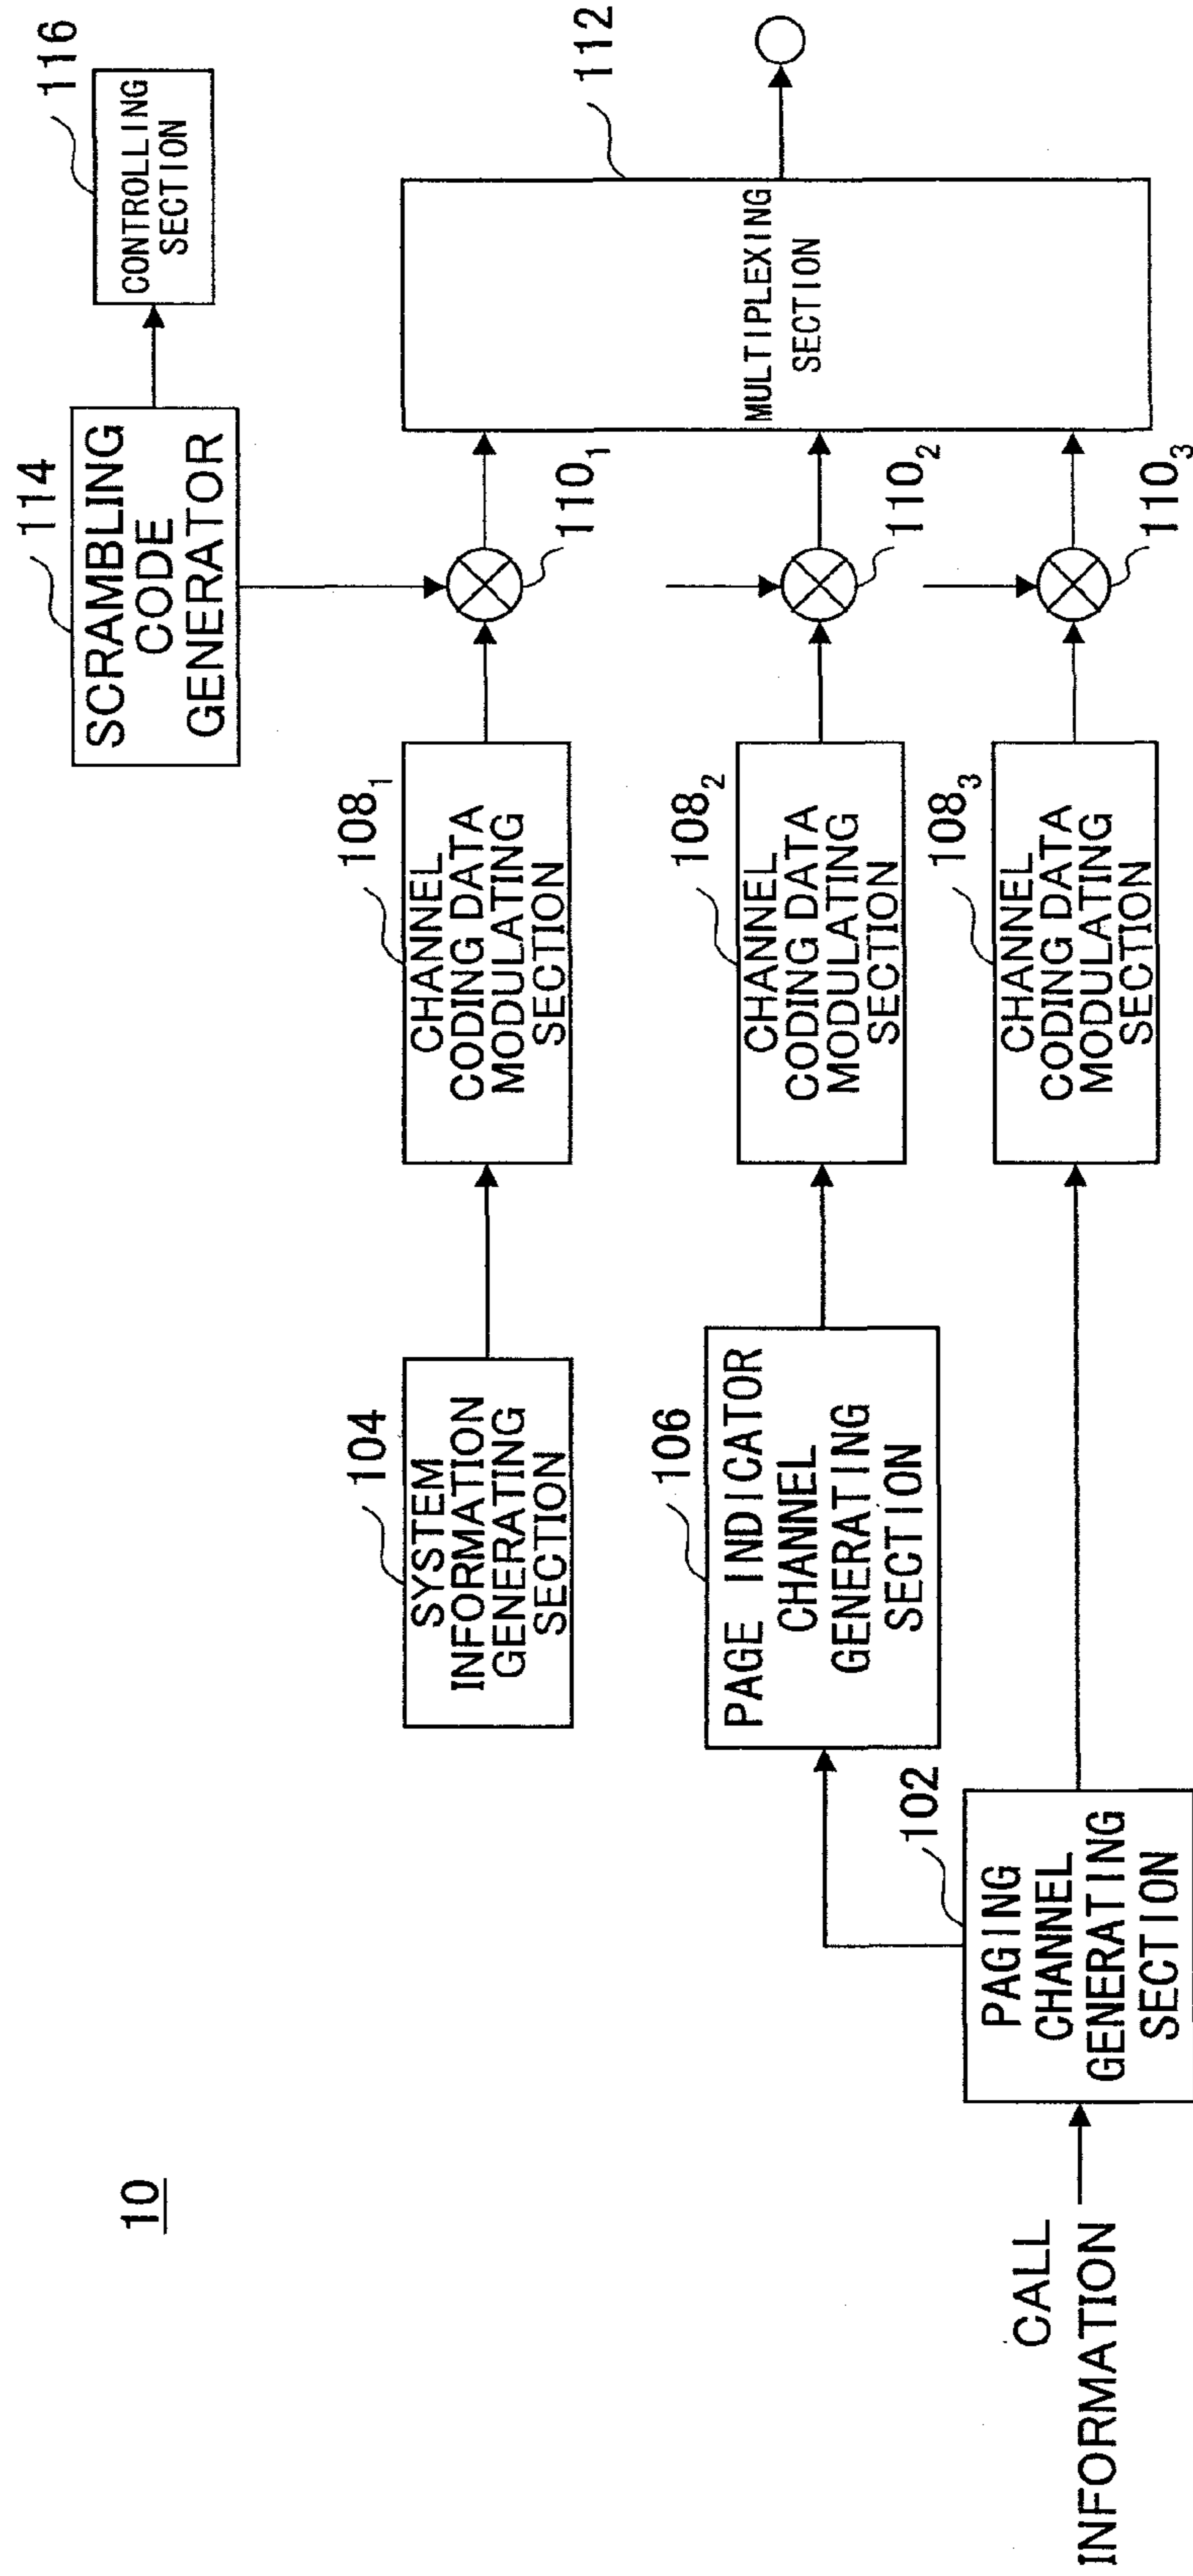 10
114
SCRAMBLING
CODE
GENERATOR
116
CONTROLLING
SECTION
104
SYSTEM
INFORMATION
GENERATING
SECTION
108₁
CHANNEL
CODING DATA
MODULATING
SECTION
110₁
112
MULTIPLEXING
SECTION
106
PAGE INDICATOR
CHANNEL
GENERATING
SECTION
108₂
CHANNEL
CODING DATA
MODULATING
SECTION
110₂
CALL
INFORMATION
102
PAGING
CHANNEL
GENERATING
SECTION
108₃
CHANNEL
CODING DATA
MODULATING
SECTION
110₃